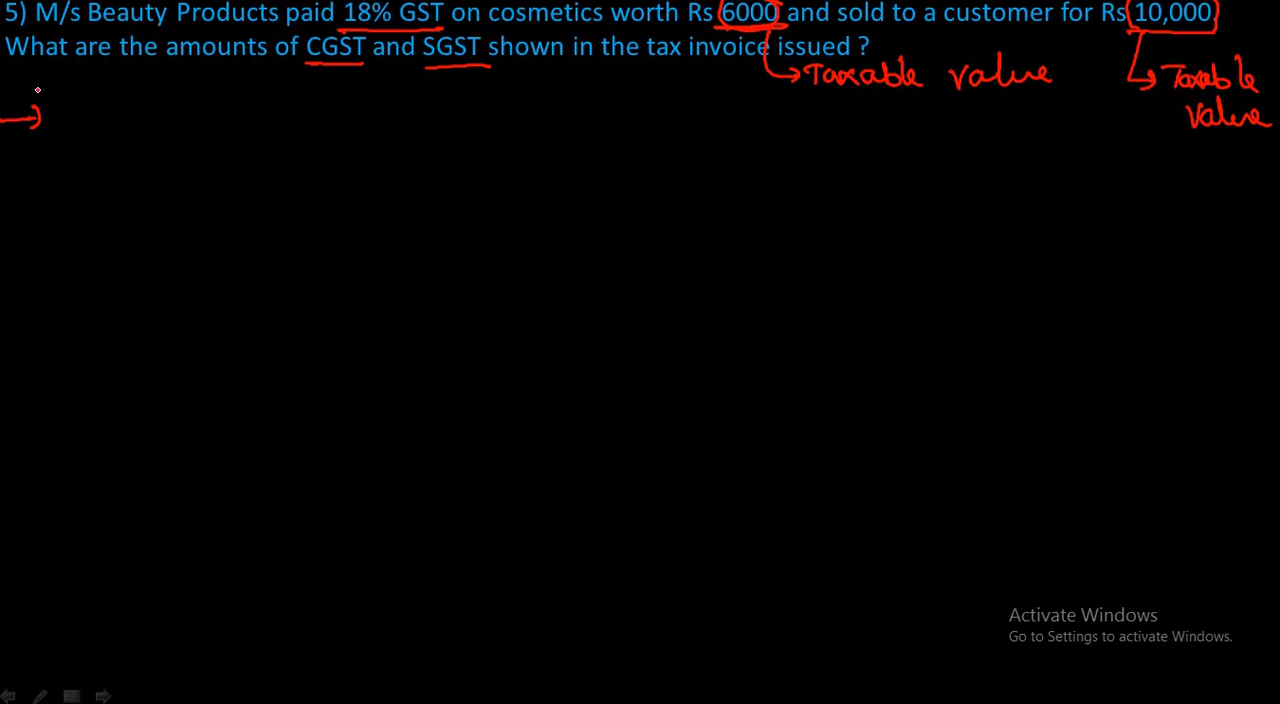 5) M/s Beauty Products paid 18% GST on cosmetics worth Rs 6000 and sold to a customer for Rs 10,000.
What are the amounts of CGST and SGST shown in the tax invoice issued ?
Taxable value
Taxable
value
Activate Windows
Go to Settings to activate Windows.